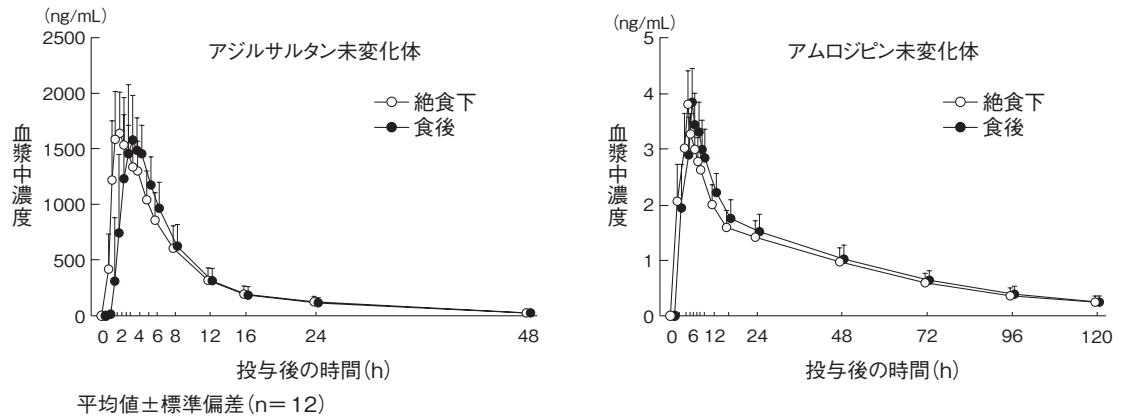 (ng/mL)
2500
2000
1500
1000
500
0
血漿中濃度
アジルサルタン未変化体
絶食下
食後
0 2 4 6 8 12 16 24 48
投与後の時間(h)
(ng/mL)
5
4
3
2
1
0
血漿中濃度
アムロジピン未変化体
絶食下
食後
0 6 12 24 48 72 96 120
投与後の時間(h)
平均値±標準偏差(n=12)